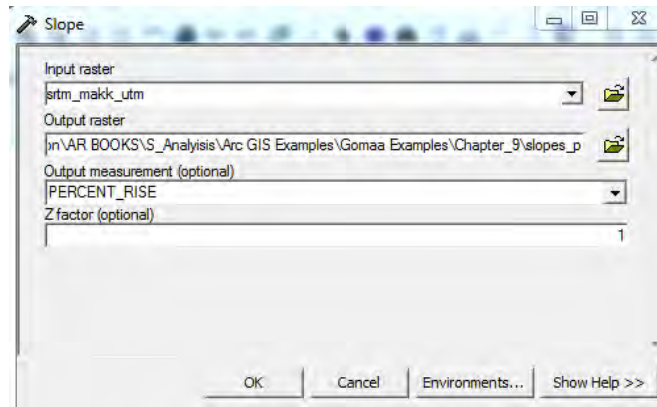 Slope
Input raster
srtm_makk_utm
Output raster
on\AR BOOKS\S_Analyisis\Arc GIS Examples\Gomaa Examples\Chapter_9\slopes_p
Output measurement (optional)
PERCENT_RISE
Z factor (optional)
1
OK Cancel Environments... Show Help >>